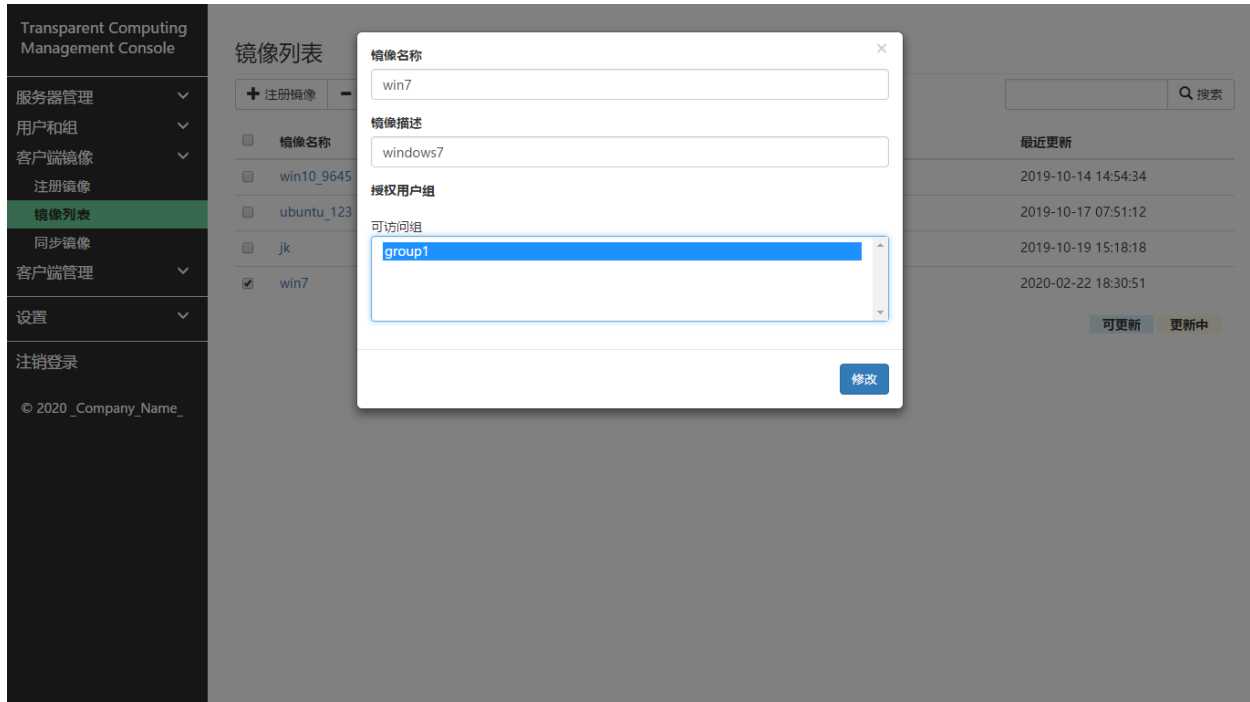 Transparent Computing
Management Console
服务器管理
用户和组
客户端镜像
注册镜像
镜像列表
同步镜像
客户端管理
设置
注销登录
© 2020 _Company_Name_
镜像列表
注册镜像
搜索
镜像名称
最近更新
win10_9645
2019-10-14 14:54:34
ubuntu_123
2019-10-17 07:51:12
jk
2019-10-19 15:18:18
win7
2020-02-22 18:30:51
可更新 更新中
镜像名称
×
win7
镜像描述
windows7
授权用户组
可访问组
group1
修改